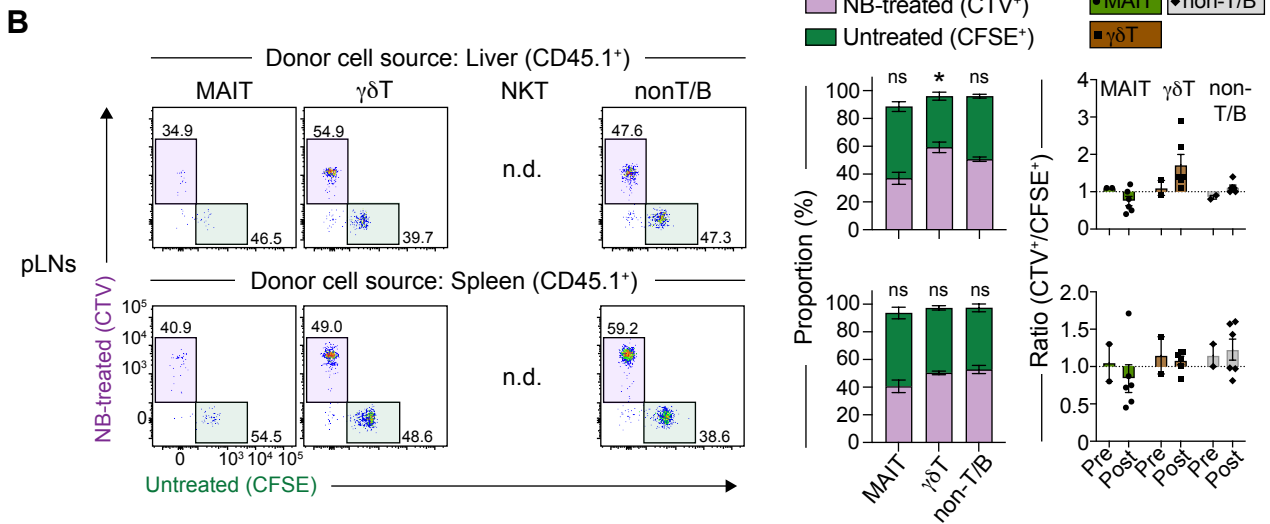 B
NB-treated (CTV⁺)
Untreated (CFSE⁺)
MAIT
non-T/B
γδT
Donor cell source: Liver (CD45.1⁺)
MAIT γδT NKT nonT/B
34.9
46.5
54.9
39.7
n.d.
47.6
47.3
pLNs
Donor cell source: Spleen (CD45.1⁺)
40.9
54.5
49.0
48.6
n.d.
59.2
38.6
NB-treated (CTV)
10⁵
10⁴
10³
0
0 10³ 10⁴ 10⁵
Untreated (CFSE)
Proportion (%)
ns * ns
100
80
60
40
20
0
ns ns ns
100
80
60
40
20
0
MAIT γδT non-T/B
Ratio (CTV⁺/CFSE⁺)
MAIT γδT non-
T/B
4
3
2
1
0
2.0
1.5
1.0
0.5
0
Pre Post Pre Post Pre Post